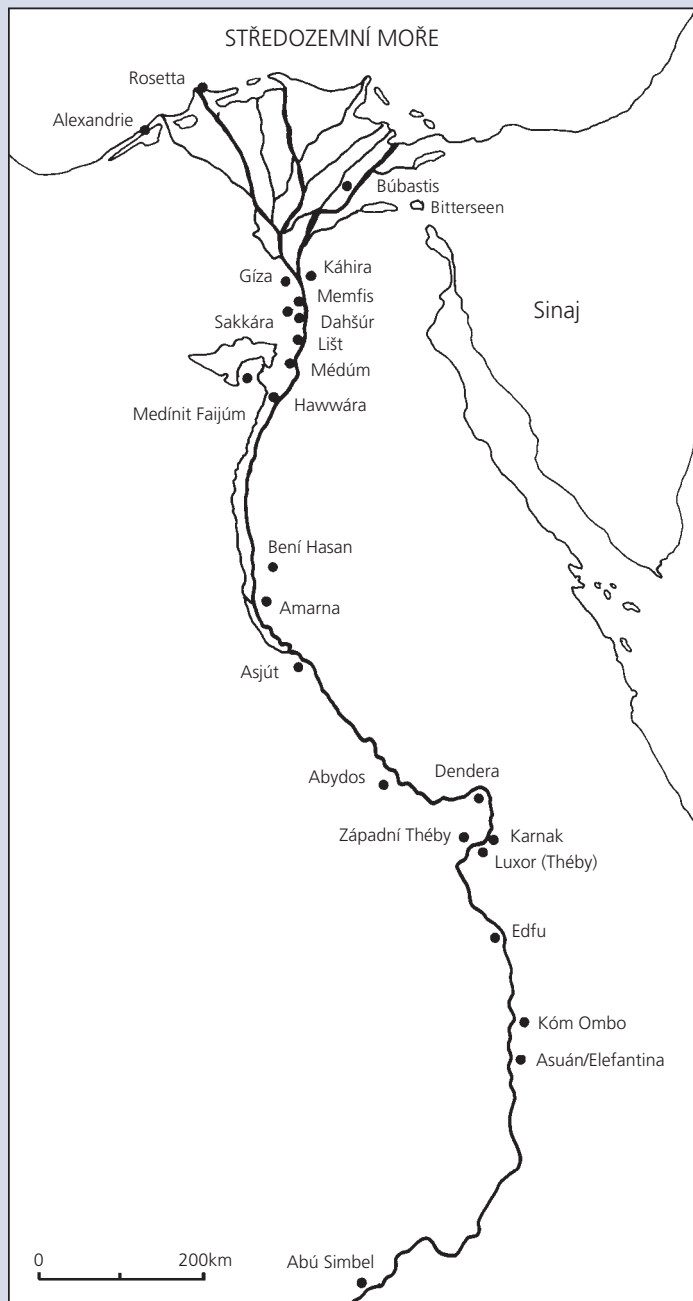 STŘEDOZEMNÍ MOŘE
Rosetta
Alexandrie
Búbastis
Bitterseen
Gíza
Káhira
Memfis
Sakkára
Dahšúr
Sinaj
Lišt
Médúm
Medínit Faijúm
Hawwára
Bení Hasan
Amarna
Asjút
Abydos
Dendera
Západní Théby
Karnak
Luxor (Théby)
Edfu
Kóm Ombo
Asuán/Elefantina
0
200km
Abú Simbel